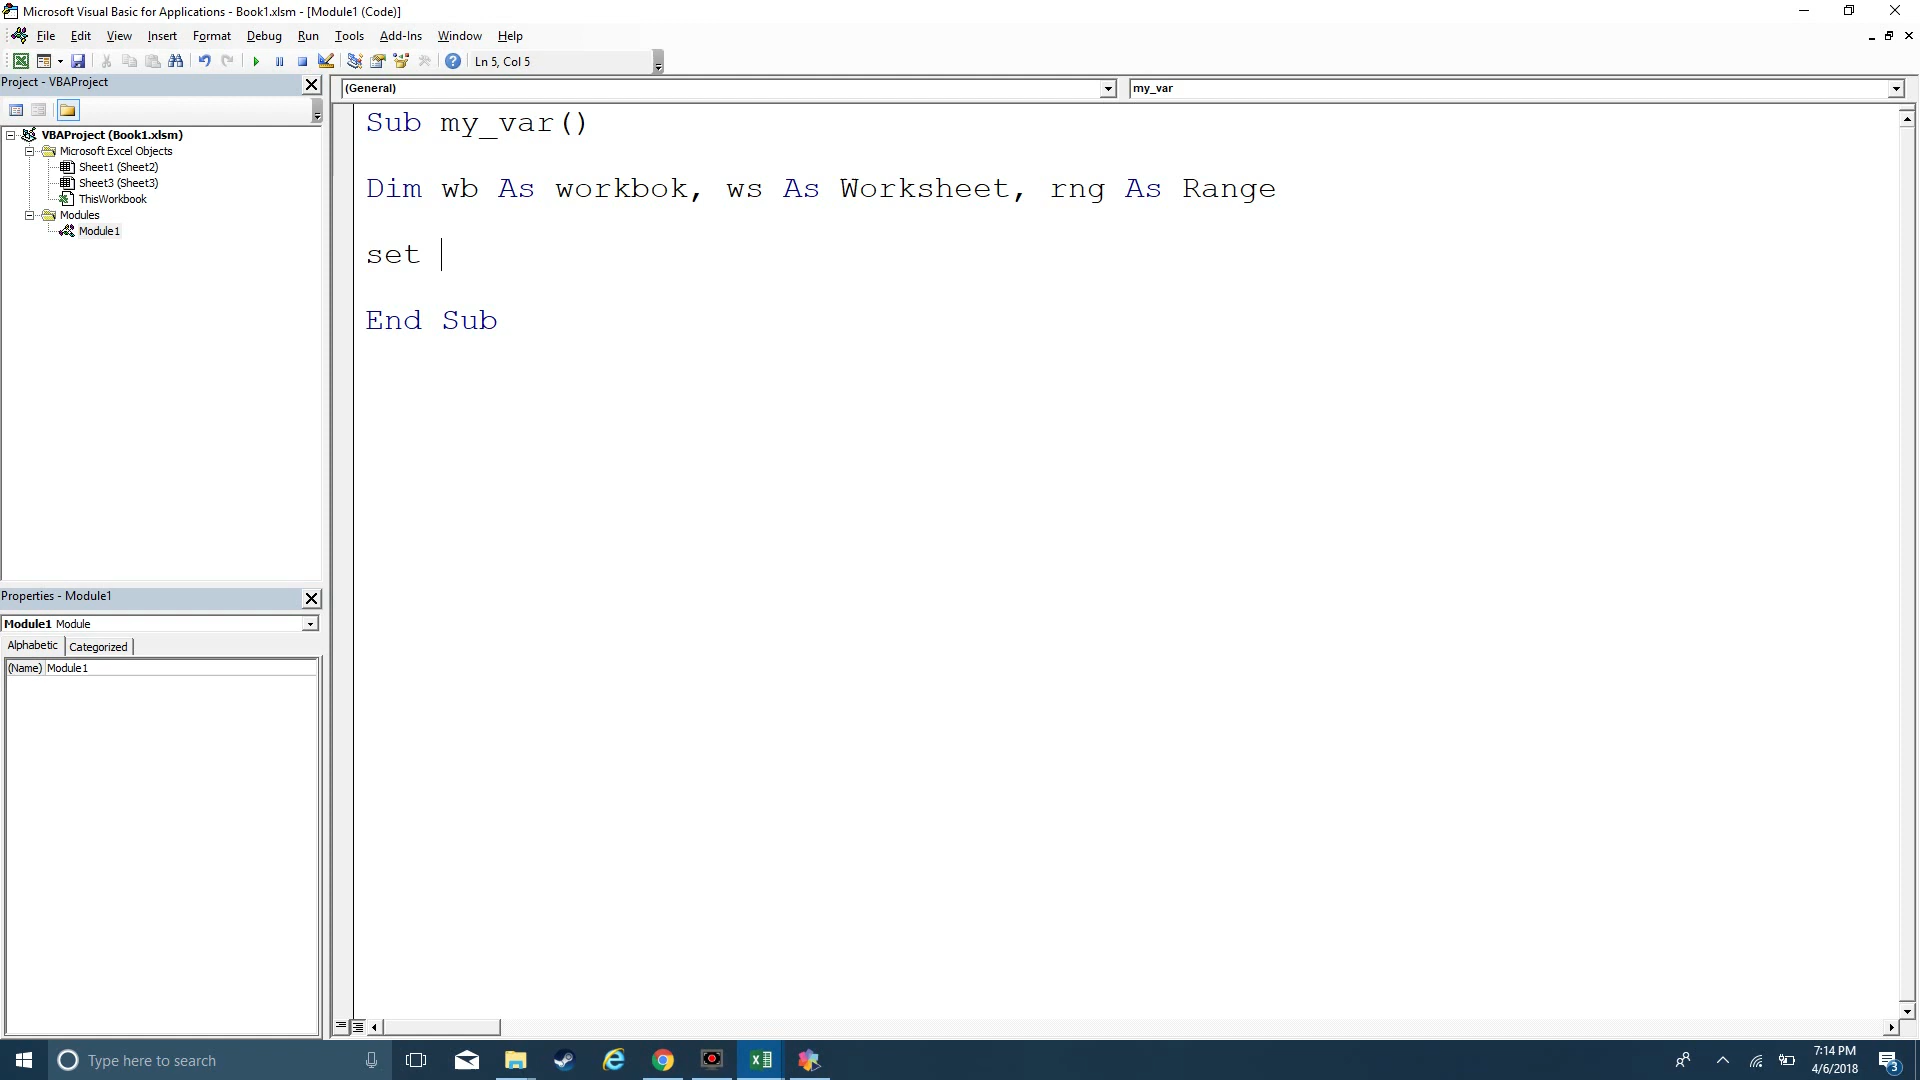 Microsoft Visual Basic for Applications - Book1.xlsm - [Module1 (Code)]
File Edit View Insert Format Debug Run Tools Add-Ins Window Help
Ln 5, Col 5
Project - VBAProject
(General)
my_var
VBAProject (Book1.xlsm)
Microsoft Excel Objects
Sheet1 (Sheet2)
Sheet3 (Sheet3)
ThisWorkbook
Modules
Module1
Sub my_var()
Dim wb As workbok, ws As Worksheet, rng As Range
set
End Sub
Properties - Module1
Module1 Module
Alphabetic Categorized
(Name) Module1
Type here to search
7:14 PM
4/6/2018
3